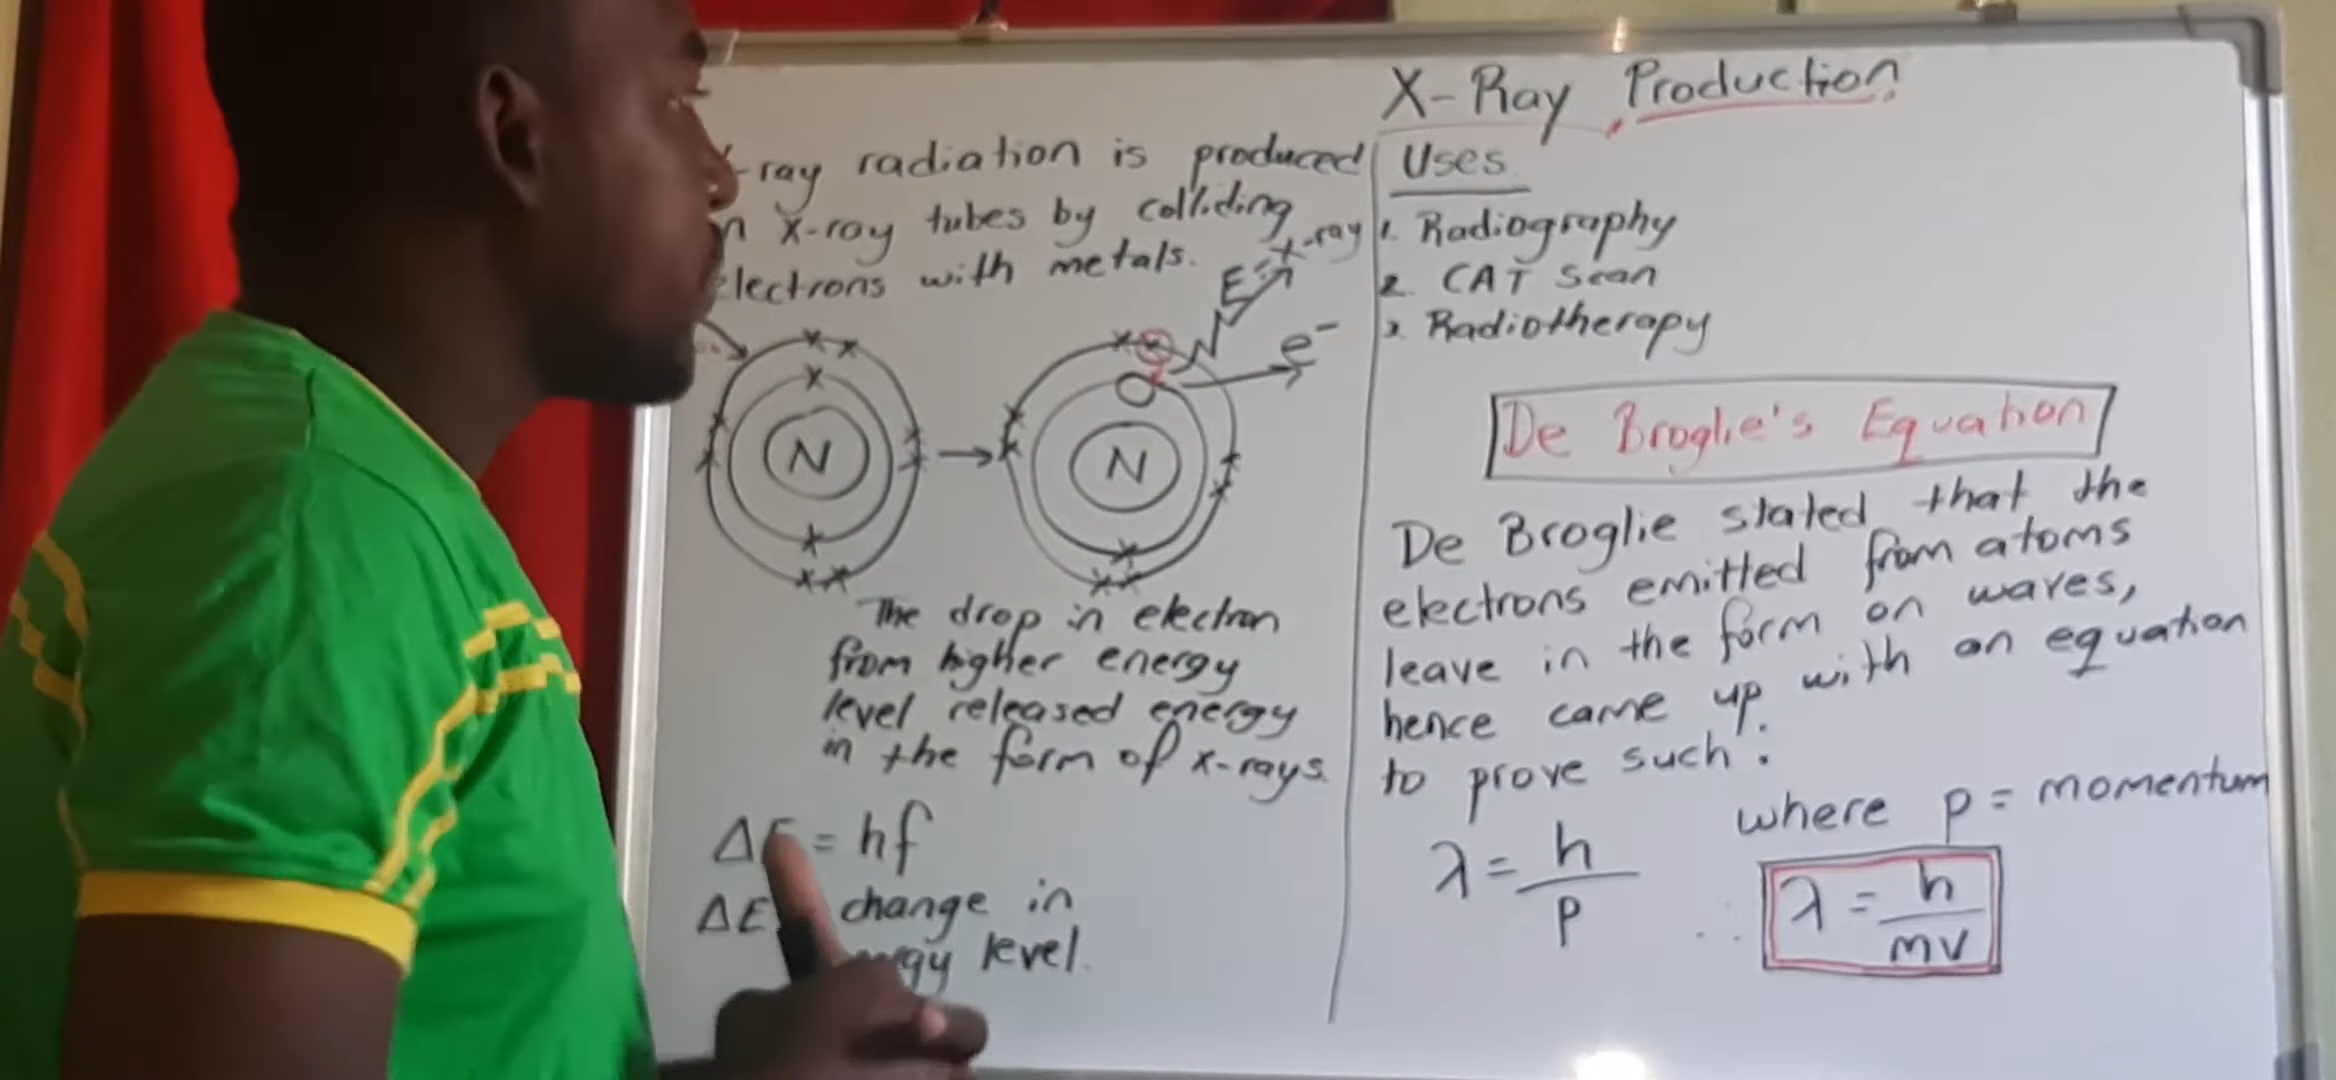 X-Ray Production
-ray radiation is produced
n X-ray tubes by colliding
electrons with metals.
E=X-ray
e-
N
N
The drop in electron
from higher energy
level released energy
in the form of x-rays.
ΔE = hf
ΔE change in
energy level.
Uses
1. Radiography
2. CAT Scan
3. Radiotherapy
De Broglie's Equation
De Broglie stated that the
electrons emitted from atoms
leave in the form on waves,
hence came up with an equation
to prove such:
where p = momentum
λ = h/p
∴ λ = h/mv